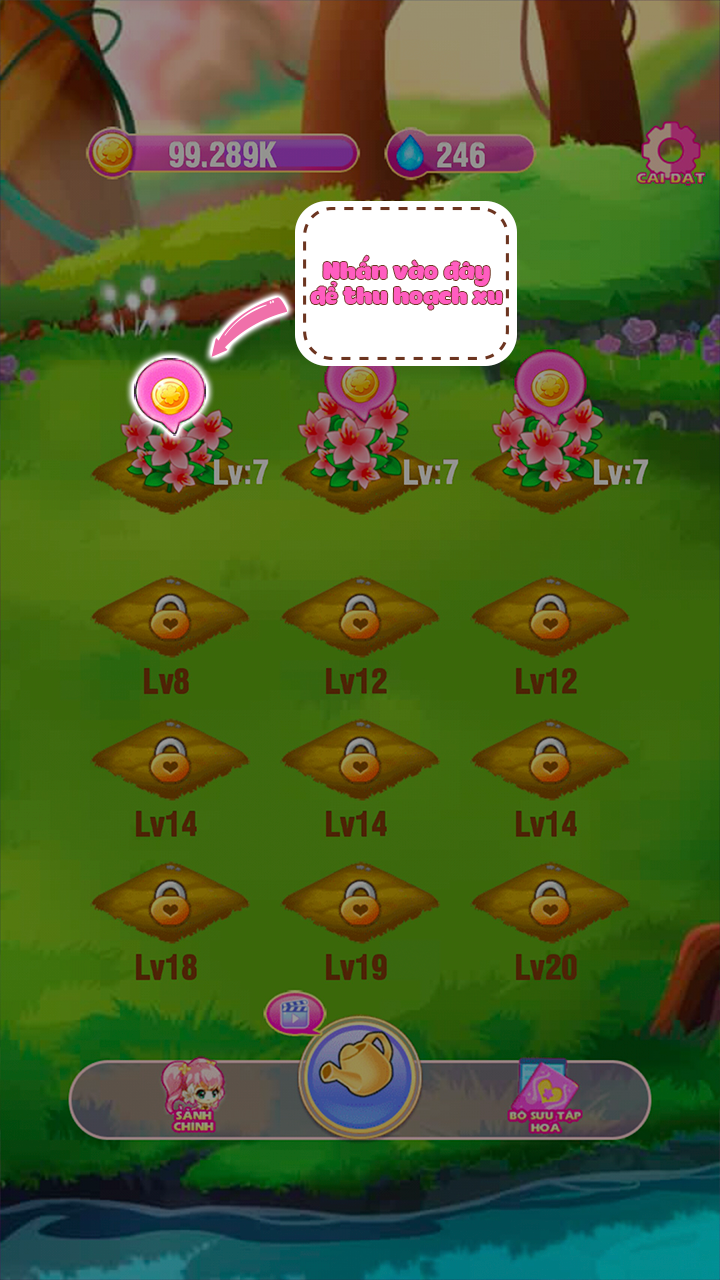 99.289K
246
CÀI ĐẶT
Nhấn vào đây
để thu hoạch xu
Lv:7
Lv:7
Lv:7
Lv8
Lv12
Lv12
Lv14
Lv14
Lv14
Lv18
Lv19
Lv20
SẢNH
CHÍNH
BỘ SƯU TẬP
HOA